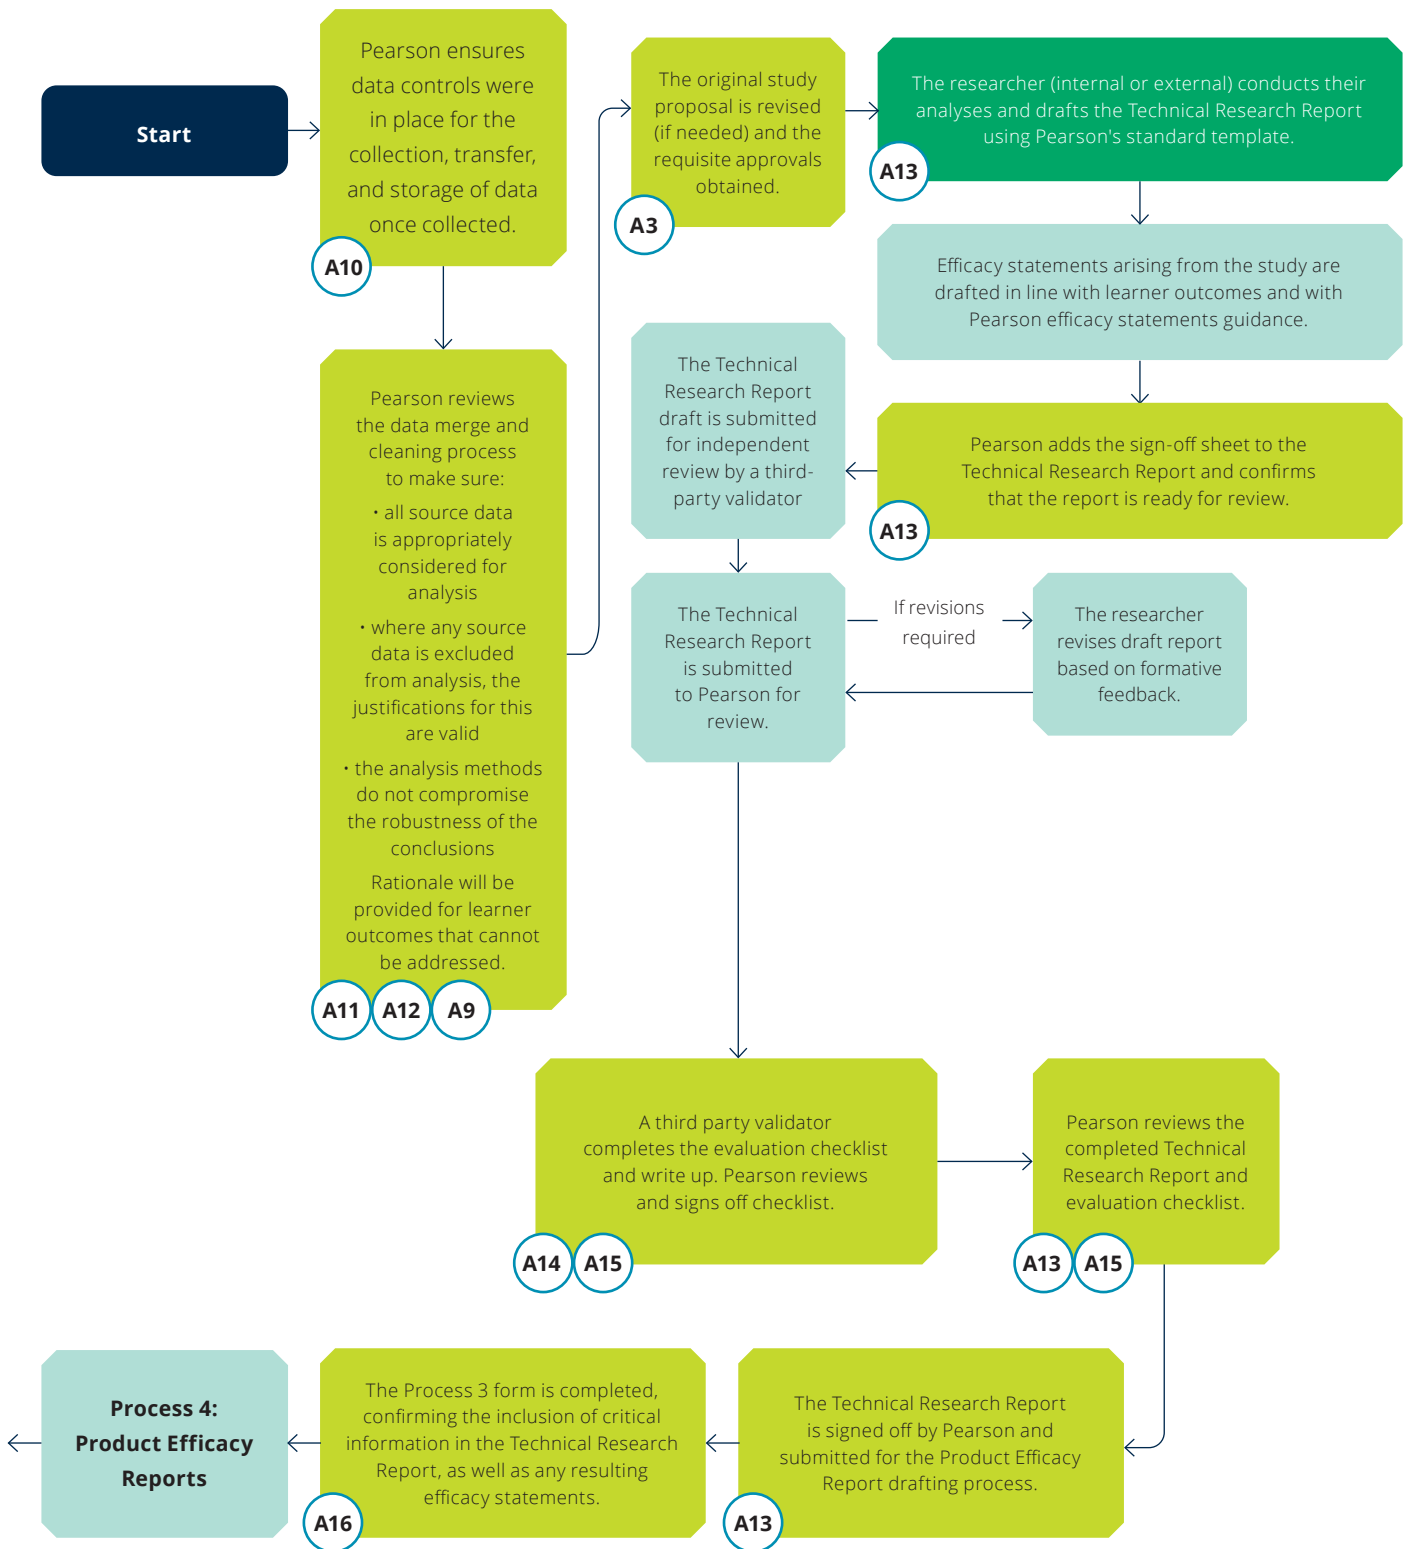 Start
Pearson ensures
data controls were
in place for the
collection, transfer,
and storage of data
once collected.
A10
Pearson reviews
the data merge and
cleaning process
to make sure:
• all source data
is appropriately
considered for
analysis
• where any source
data is excluded
from analysis, the
justifications for this
are valid
• the analysis methods
do not compromise
the robustness of the
conclusions
Rationale will be
provided for learner
outcomes that cannot
be addressed.
A11
A12
A9
The original study
proposal is revised
(if needed) and the
requisite approvals
obtained.
A3
The researcher (internal or external) conducts their
analyses and drafts the Technical Research Report
using Pearson's standard template.
A13
Efficacy statements arising from the study are
drafted in line with learner outcomes and with
Pearson efficacy statements guidance.
Pearson adds the sign-off sheet to the
Technical Research Report and confirms
that the report is ready for review.
A13
The Technical
Research Report
draft is submitted
for independent
review by a third-
party validator
The Technical
Research Report
is submitted
to Pearson for
review.
If revisions
required
The researcher
revises draft report
based on formative
feedback.
A third party validator
completes the evaluation checklist
and write up. Pearson reviews
and signs off checklist.
A14
A15
Pearson reviews the
completed Technical
Research Report and
evaluation checklist.
A13
A15
The Technical Research Report
is signed off by Pearson and
submitted for the Product Efficacy
Report drafting process.
A13
The Process 3 form is completed,
confirming the inclusion of critical
information in the Technical Research
Report, as well as any resulting
efficacy statements.
A16
Process 4:
Product Efficacy
Reports